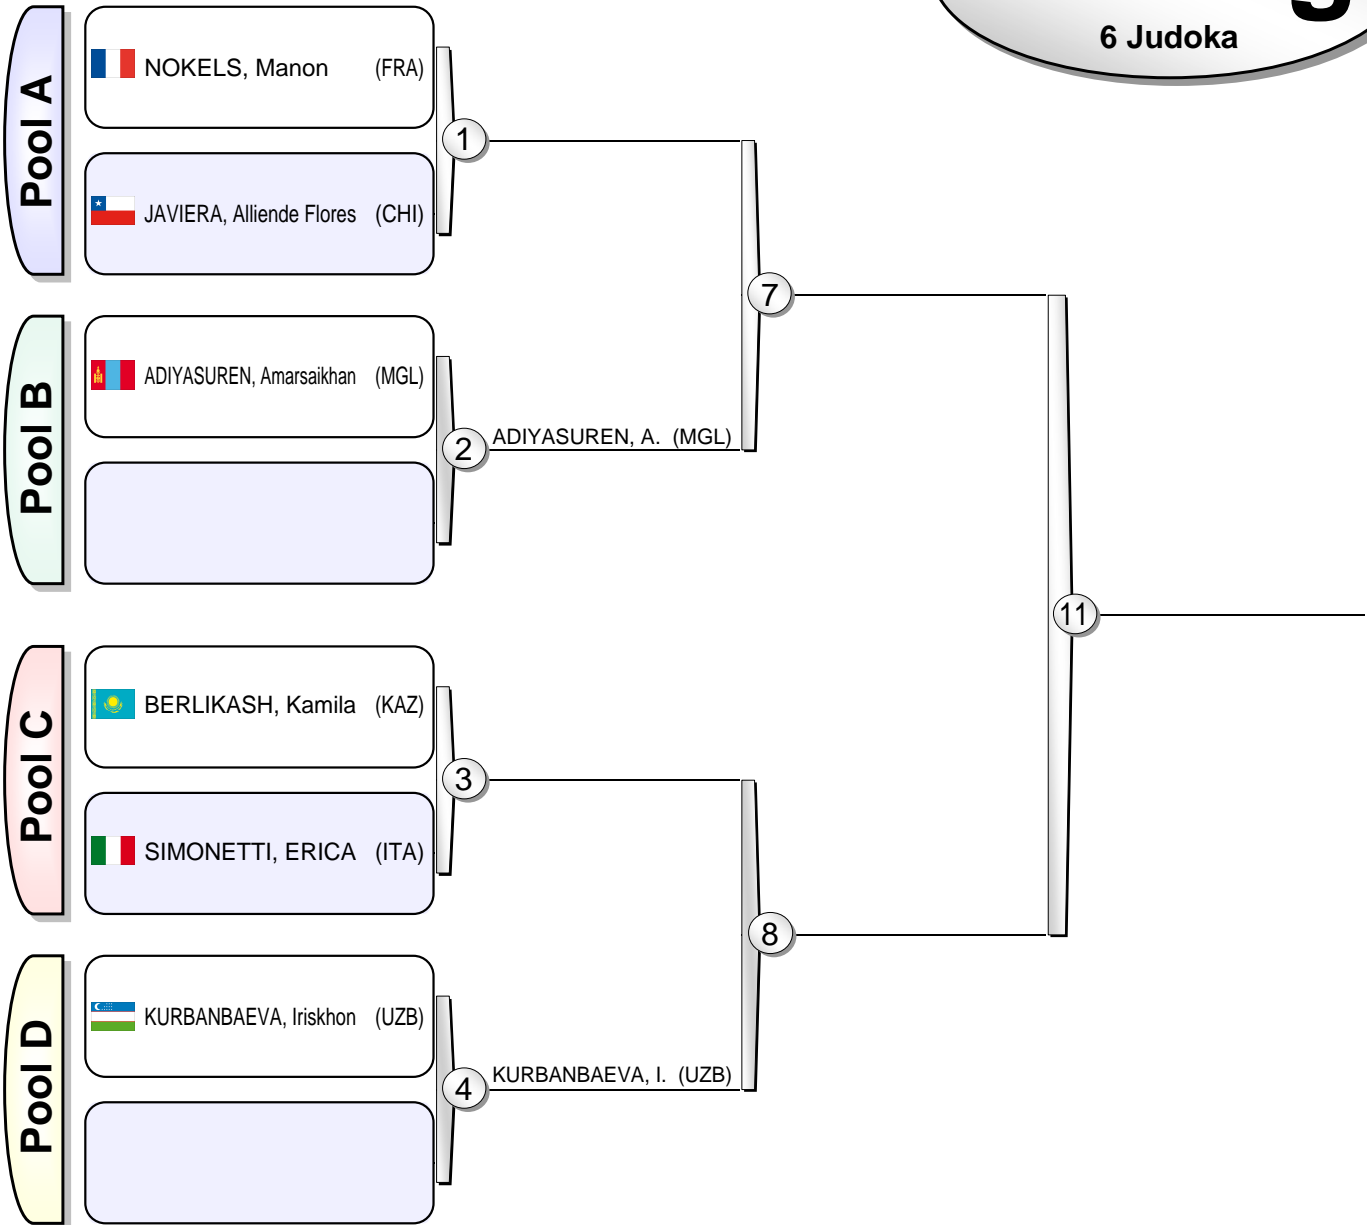 6 Judoka
Pool A
NOKELS, Manon (FRA)
JAVIERA, Alliende Flores (CHI)
1
7
Pool B
ADIYASUREN, Amarsaikhan (MGL)
2
ADIYASUREN, A. (MGL)
11
Pool C
BERLIKASH, Kamila (KAZ)
3
SIMONETTI, ERICA (ITA)
8
Pool D
KURBANBAEVA, Iriskhon (UZB)
4
KURBANBAEVA, I. (UZB)